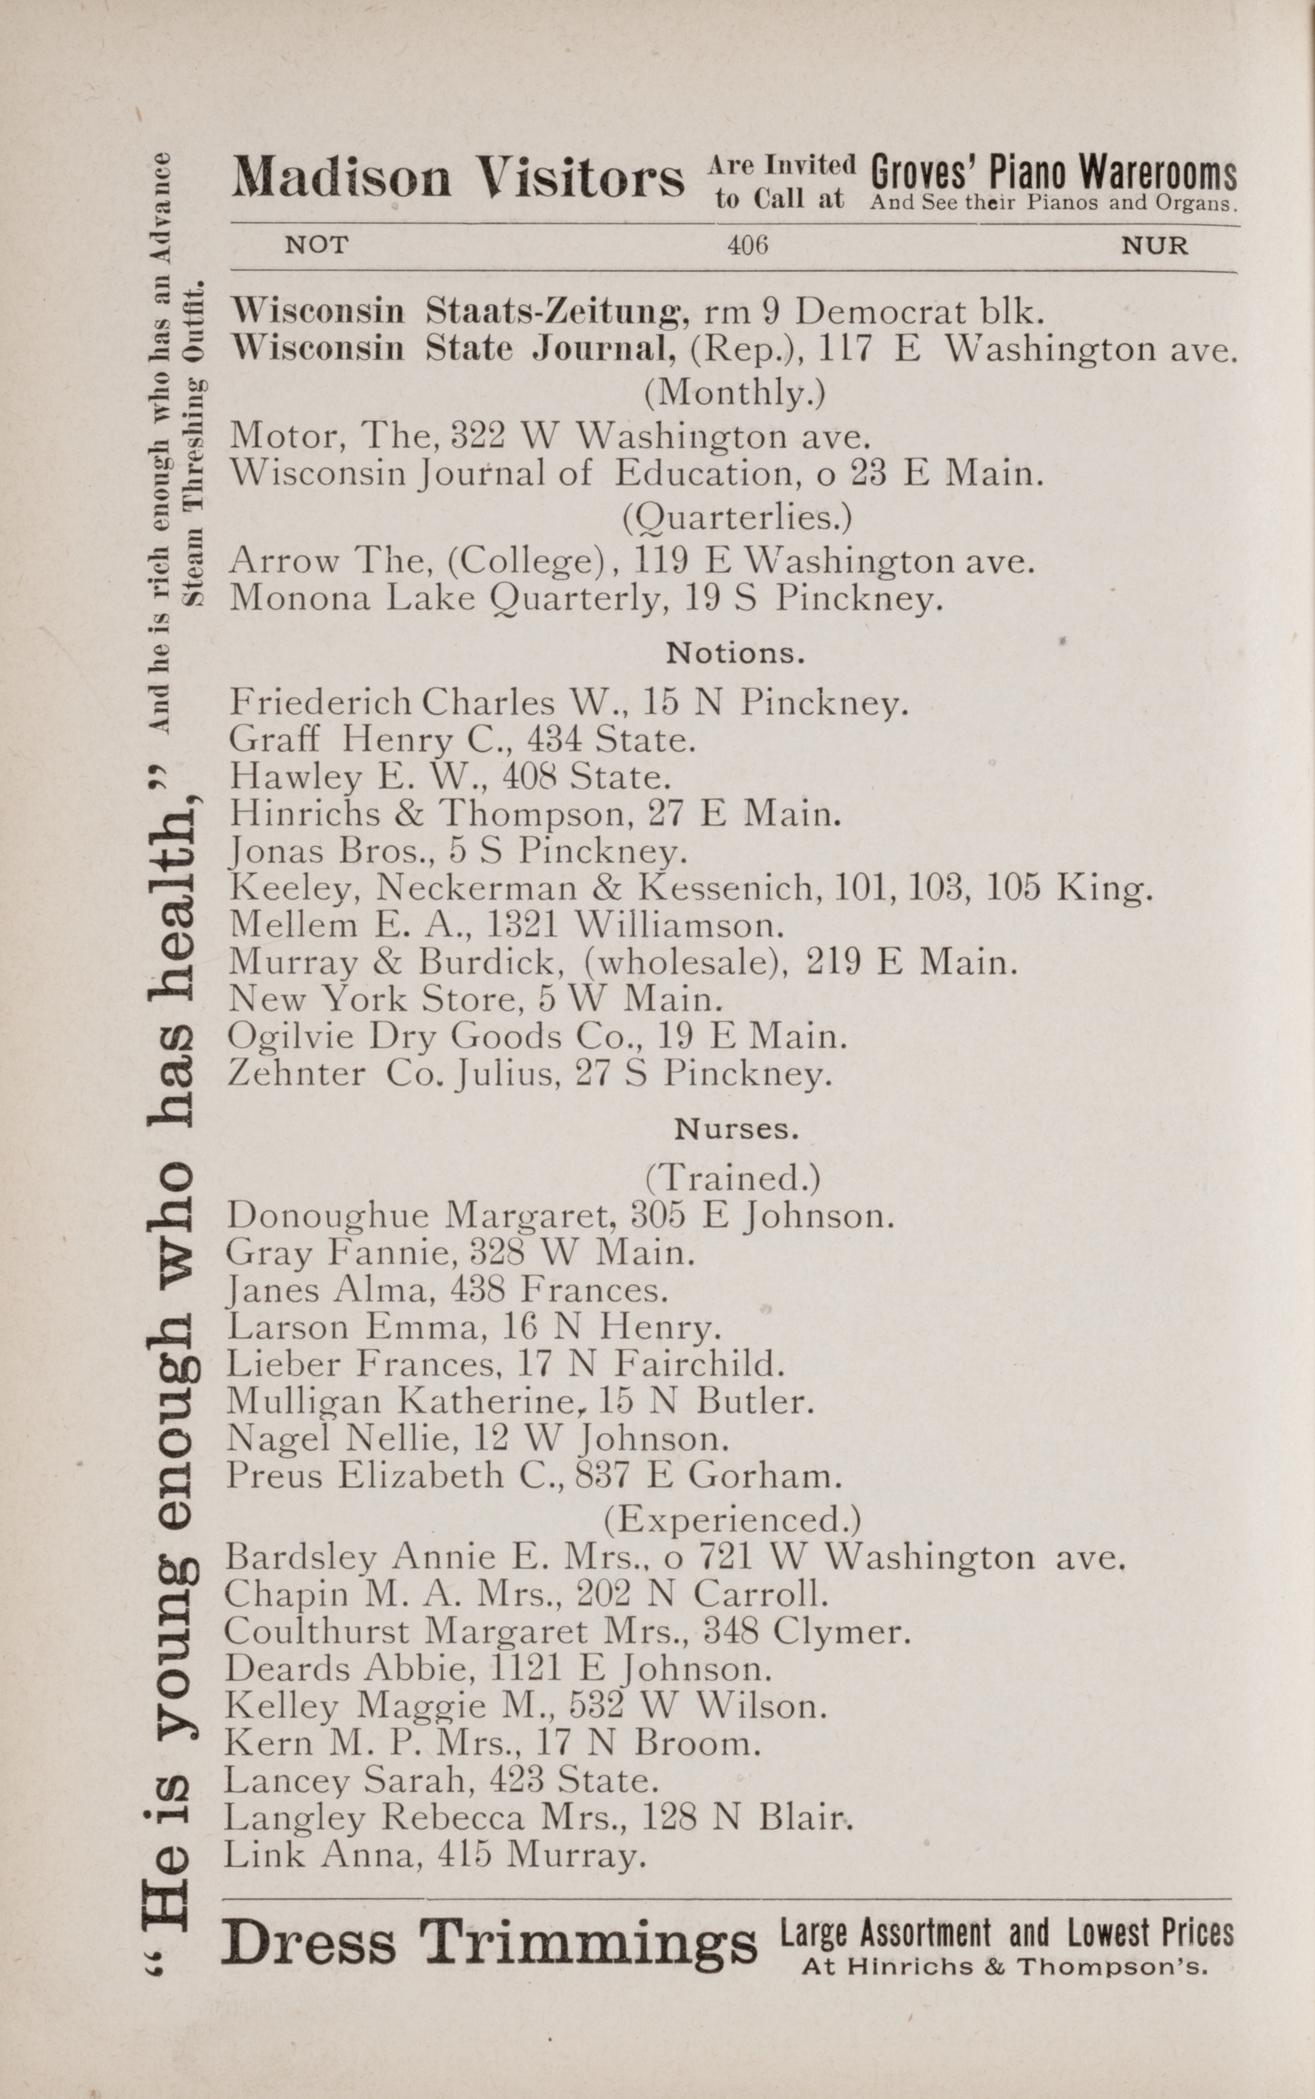 Madison Visitors Are Invited to Call at Groves' Piano Warerooms And See their Pianos and Organs.
NOT 406 NUR
Wisconsin Staats-Zeitung, rm 9 Democrat blk.
Wisconsin State Journal, (Rep.), 117 E Washington ave.
(Monthly.)
Motor, The, 322 W Washington ave.
Wisconsin Journal of Education, o 23 E Main.
(Quarterlies.)
Arrow The, (College), 119 E Washington ave.
Monona Lake Quarterly, 19 S Pinckney.
Notions.
Friederich Charles W., 15 N Pinckney.
Graff Henry C., 434 State.
Hawley E. W., 408 State.
Hinrichs & Thompson, 27 E Main.
Jonas Bros., 5 S Pinckney.
Keeley, Neckerman & Kessenich, 101, 103, 105 King.
Mellem E. A., 1321 Williamson.
Murray & Burdick, (wholesale), 219 E Main.
New York Store, 5 W Main.
Ogilvie Dry Goods Co., 19 E Main.
Zehnter Co. Julius, 27 S Pinckney.
Nurses.
(Trained.)
Donoughue Margaret, 305 E Johnson.
Gray Fannie, 328 W Main.
Janes Alma, 438 Frances.
Larson Emma, 16 N Henry.
Lieber Frances, 17 N Fairchild.
Mulligan Katherine, 15 N Butler.
Nagel Nellie, 12 W Johnson.
Preus Elizabeth C., 837 E Gorham.
(Experienced.)
Bardsley Annie E. Mrs., o 721 W Washington ave.
Chapin M. A. Mrs., 202 N Carroll.
Coulthurst Margaret Mrs., 348 Clymer.
Deards Abbie, 1121 E Johnson.
Kelley Maggie M., 532 W Wilson.
Kern M. P. Mrs., 17 N Broom.
Lancey Sarah, 423 State.
Langley Rebecca Mrs., 128 N Blair.
Link Anna, 415 Murray.
Dress Trimmings Large Assortment and Lowest Prices At Hinrichs & Thompson's.
"He is young enough who has health," And he is rich enough who has an Advance
Steam Threshing Outfit.